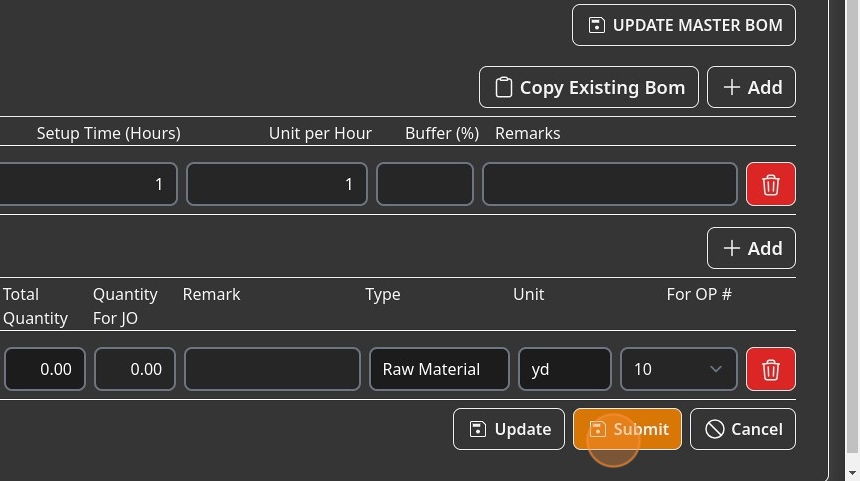 UPDATE MASTER BOM
Copy Existing Bom
Add
Setup Time (Hours) Unit per Hour Buffer (%) Remarks
1 1
Add
Total Quantity Remark Type Unit For OP #
Quantity For JO
0.00 0.00 Raw Material yd 10
Update Submit Cancel